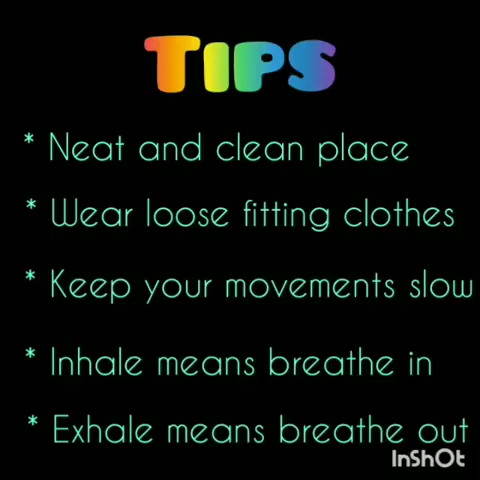 TIPS
* Neat and clean place
* Wear loose fitting clothes
* Keep your movements slow
* Inhale means breathe in
* Exhale means breathe out
InShOt